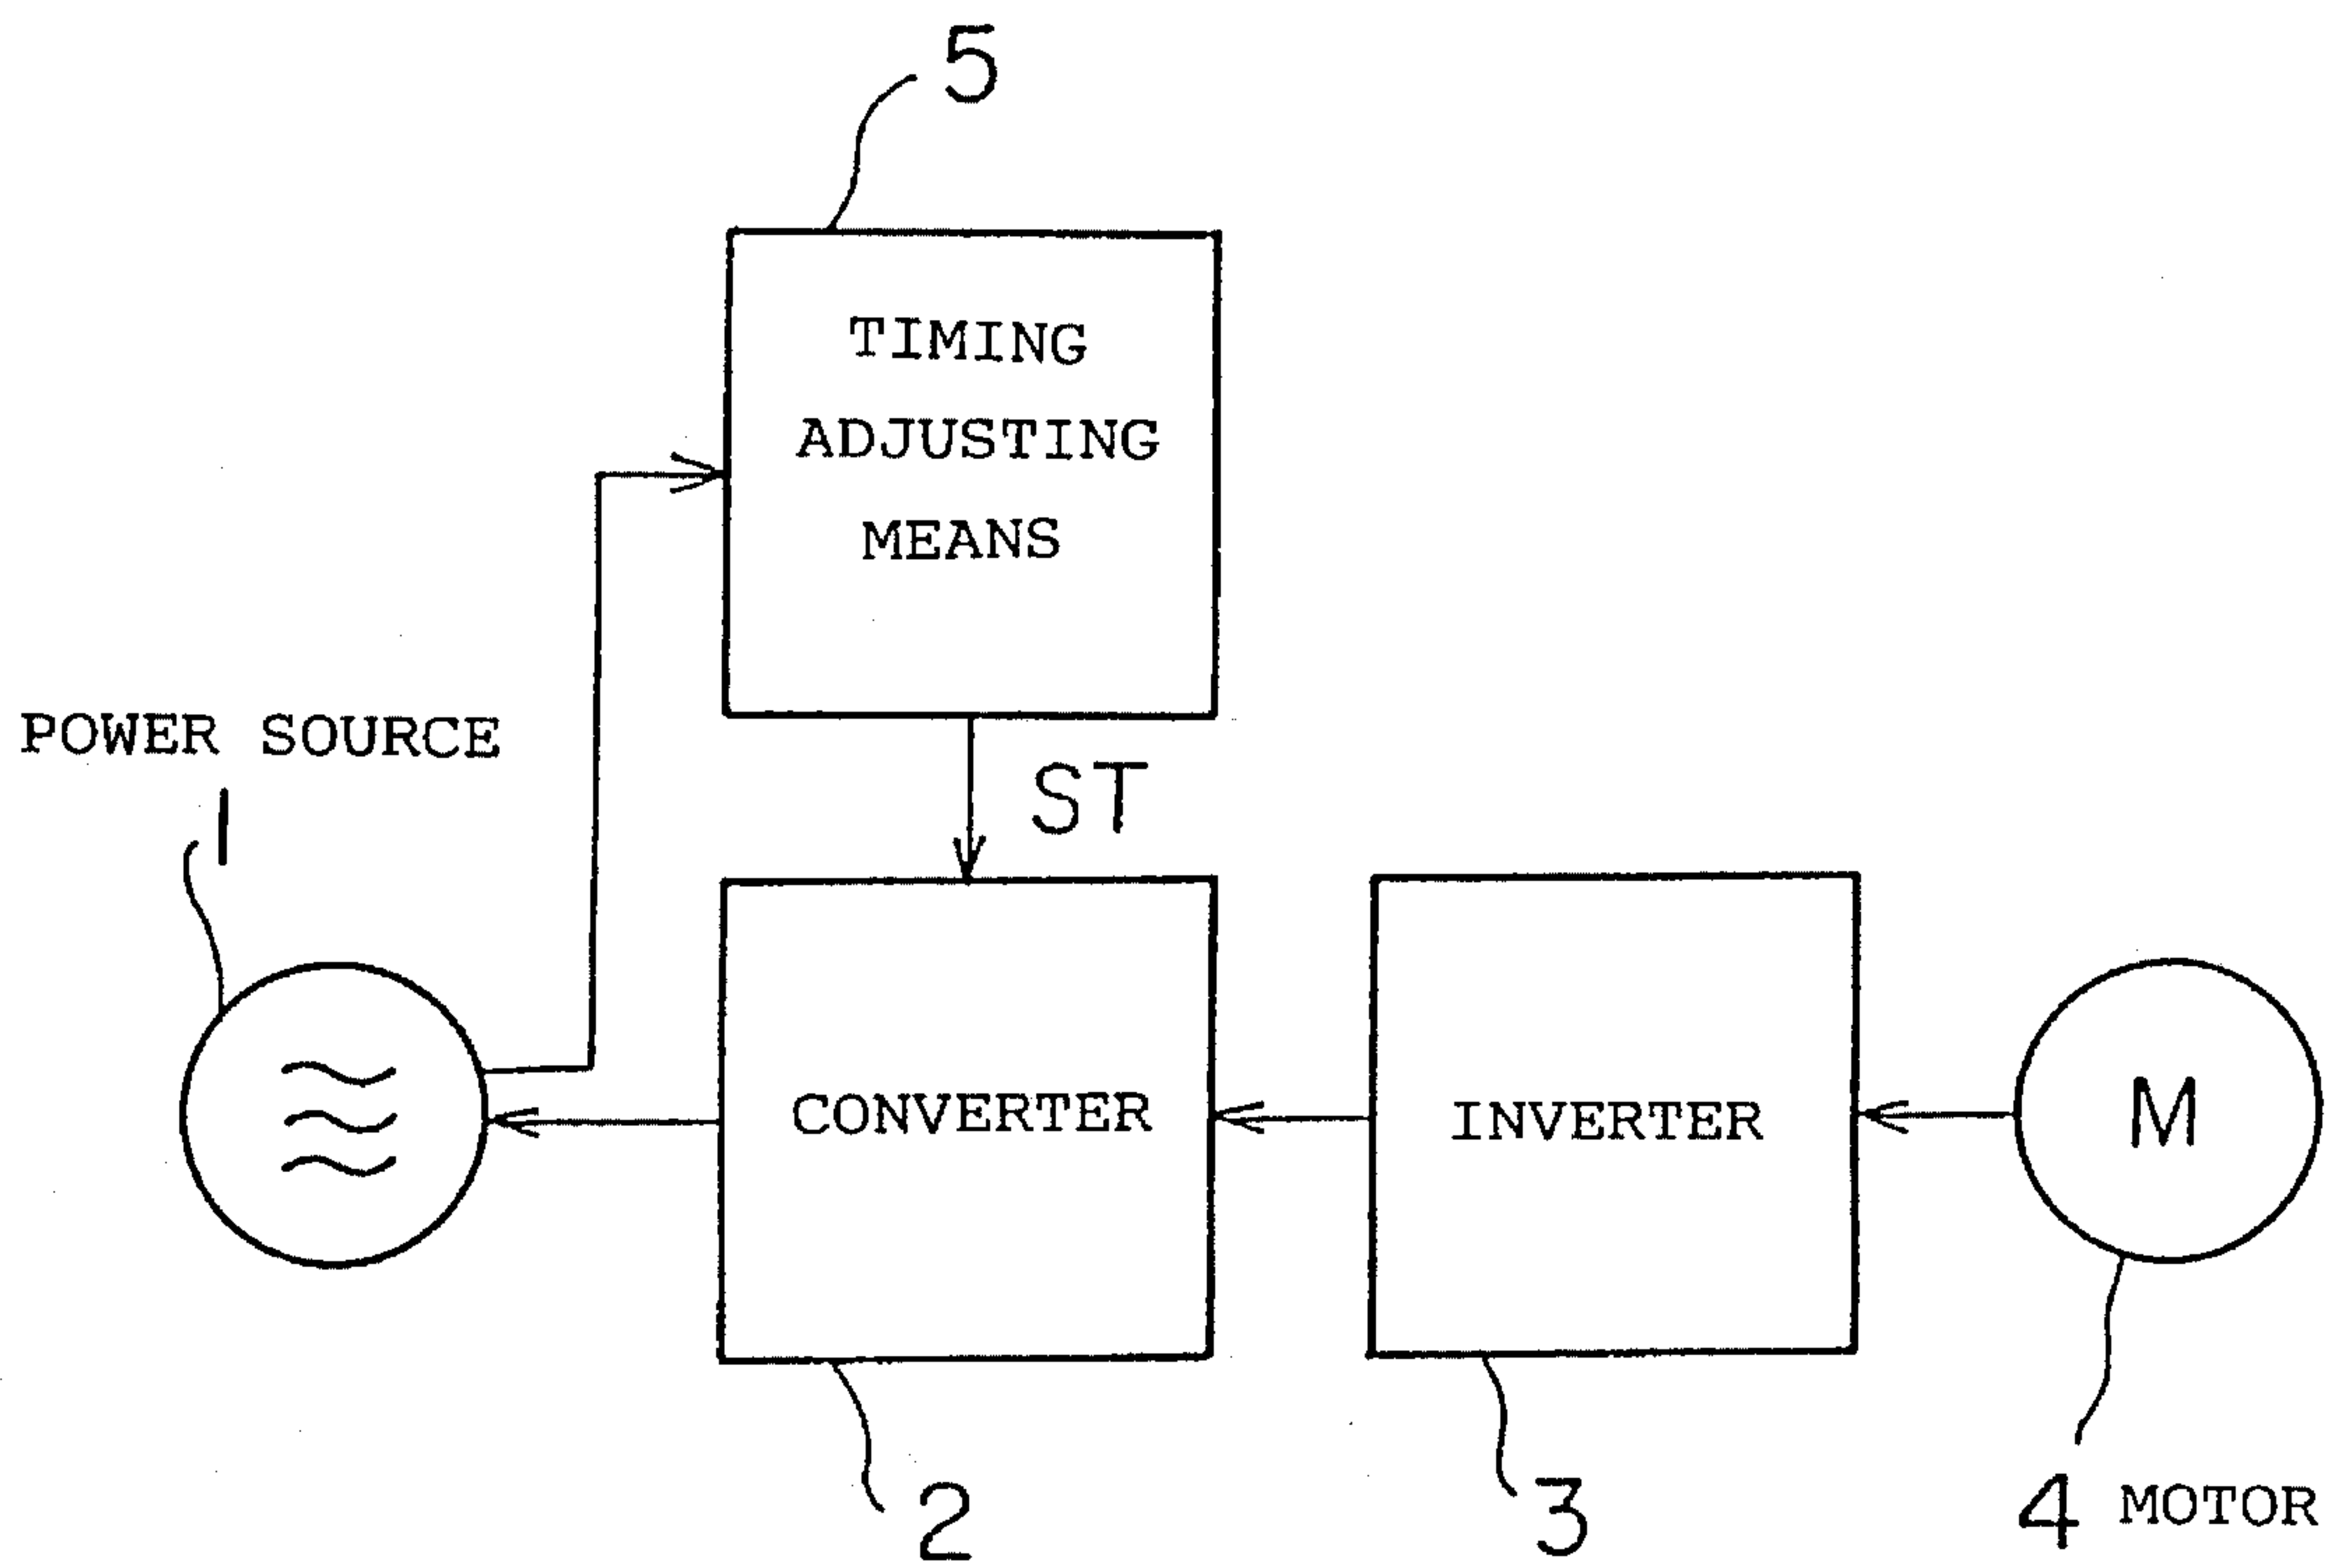 5
TIMING
ADJUSTING
MEANS
POWER SOURCE
1
ST
CONVERTER
INVERTER
M
2
3
4 MOTOR